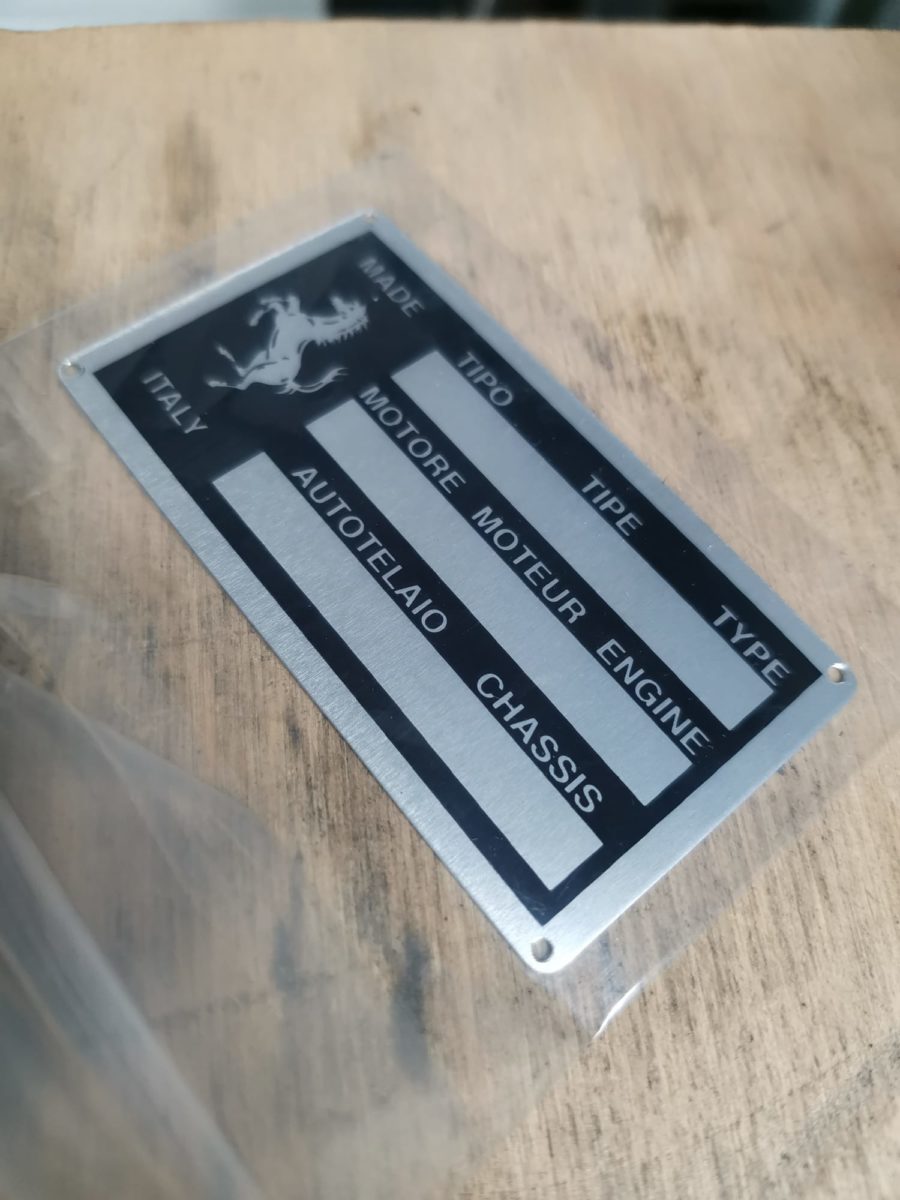 MADE ITALY
TIPO TIPE TYPE
MOTORE MOTEUR ENGINE
AUTOTELAIO CHASSIS